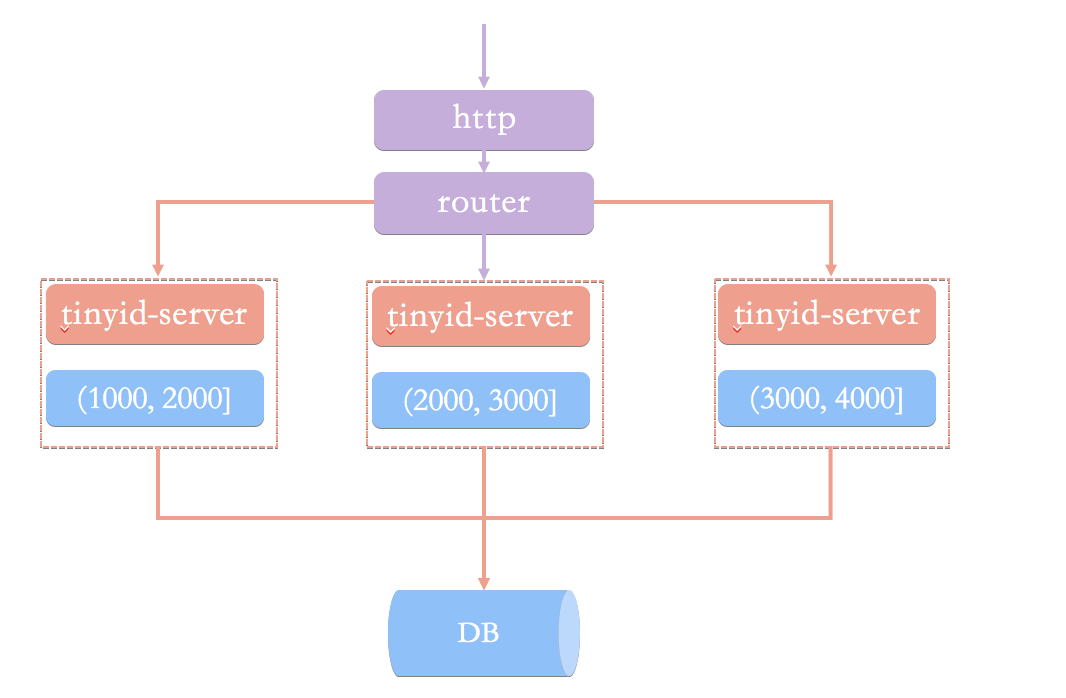 http
router
tinyid-server
tinyid-server
tinyid-server
(1000, 2000]
(2000, 3000]
(3000, 4000]
DB